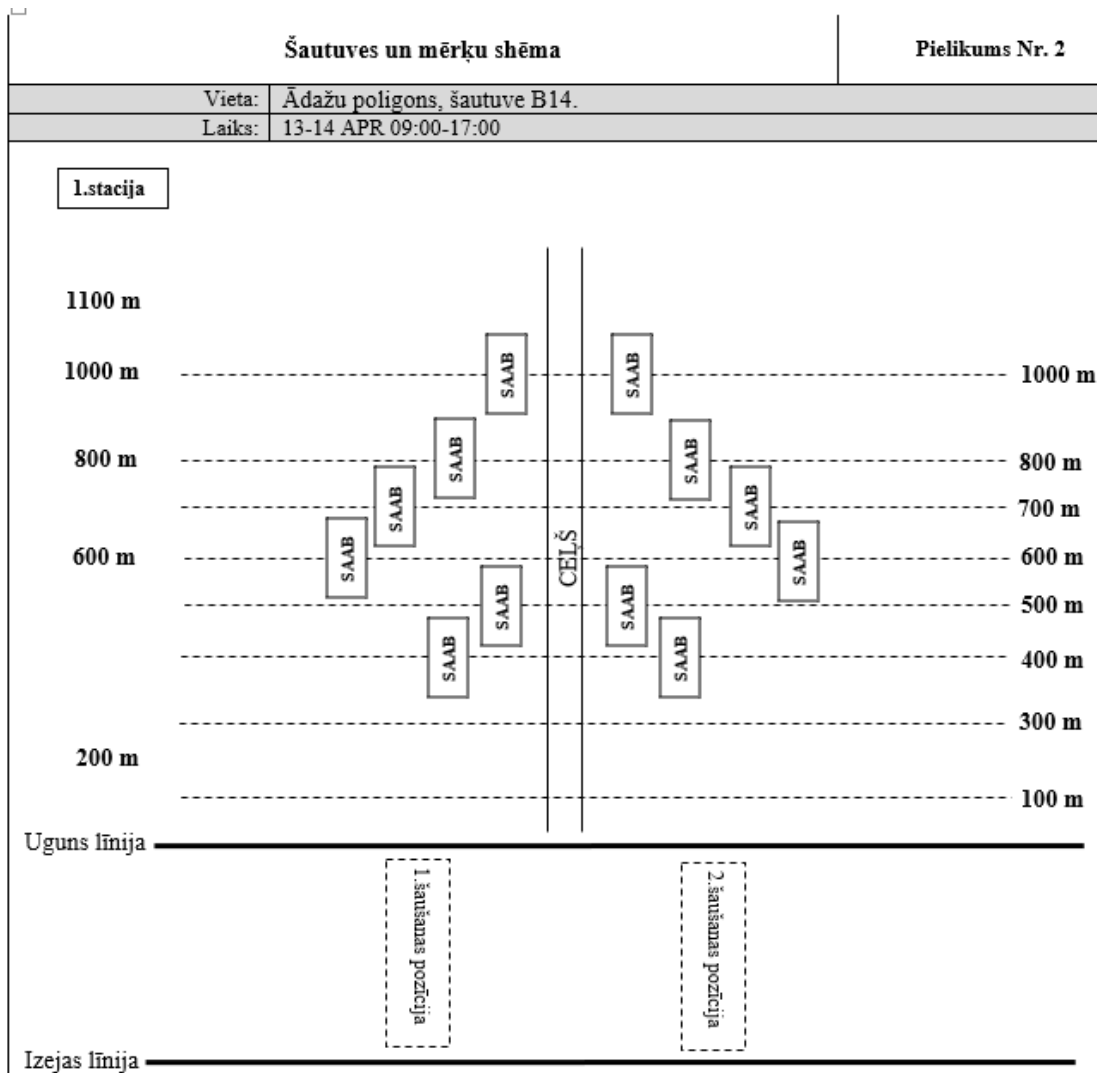 Šautuves un mērķu shēma
Pielikums Nr. 2
Vieta: Ādažu poligons, šautuve B14.
Laiks: 13-14 APR 09:00-17:00
1.stacija
1100 m
1000 m SAAB SAAB 1000 m
800 m SAAB SAAB 800 m
SAAB SAAB 700 m
600 m SAAB CEĻŠ SAAB 600 m
SAAB SAAB 500 m
SAAB SAAB 400 m
300 m
200 m
100 m
Uguns līnija
1.šaušanas pozīcija
2.šaušanas pozīcija
Izejas līnija